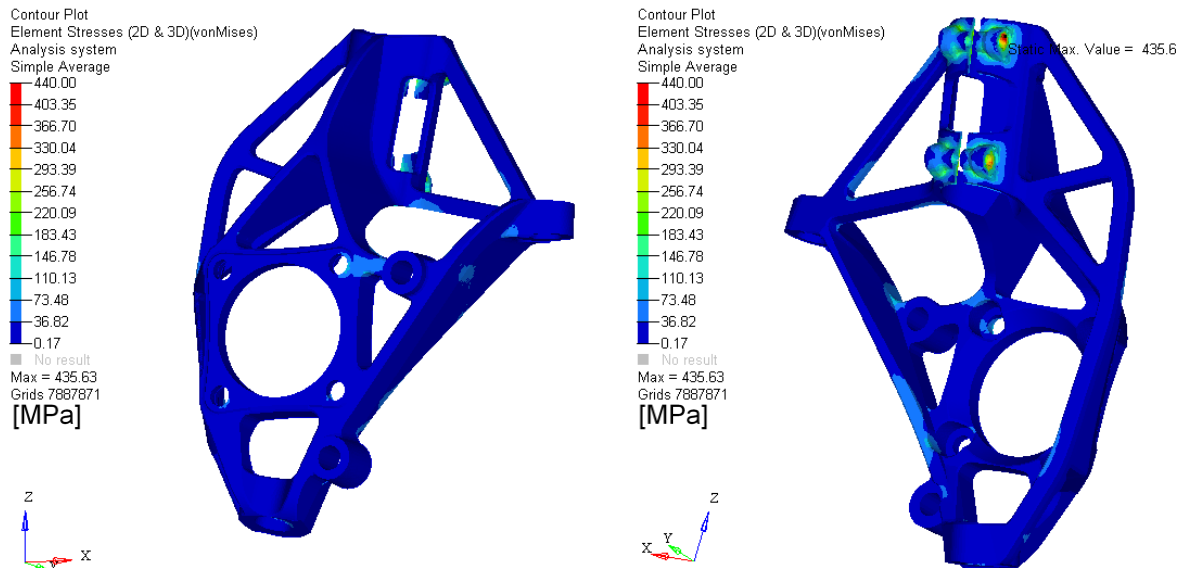 Contour Plot
Element Stresses (2D & 3D)(vonMises)
Analysis system
Simple Average
440.00
403.35
366.70
330.04
293.39
256.74
220.09
183.43
146.78
110.13
73.48
36.82
0.17
No result
Max = 435.63
Grids 7887871
[MPa]
Z
X
Contour Plot
Element Stresses (2D & 3D)(vonMises)
Analysis system
Simple Average
Static Max. Value = 435.6
440.00
403.35
366.70
330.04
293.39
256.74
220.09
183.43
146.78
110.13
73.48
36.82
0.17
No result
Max = 435.63
Grids 7887871
[MPa]
Z
Y
X